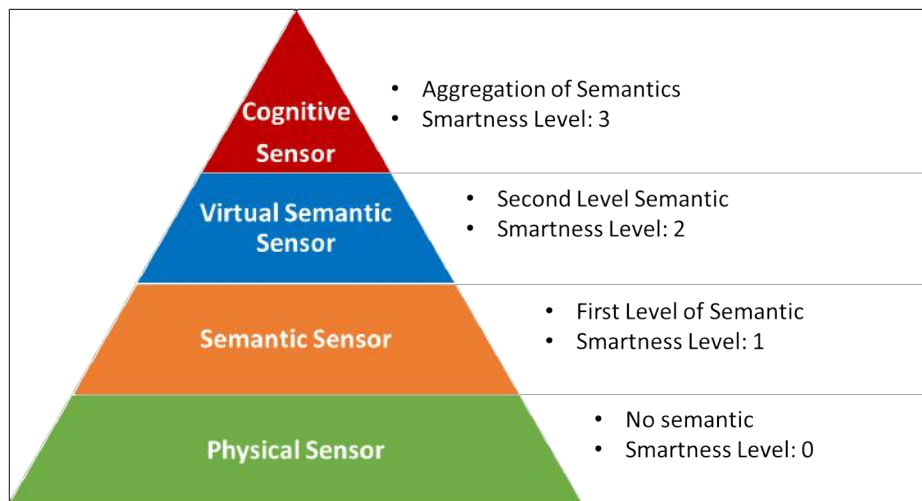 Cognitive
Sensor
• Aggregation of Semantics
• Smartness Level: 3
Virtual Semantic
Sensor
• Second Level Semantic
• Smartness Level: 2
Semantic Sensor
• First Level of Semantic
• Smartness Level: 1
Physical Sensor
• No semantic
• Smartness Level: 0